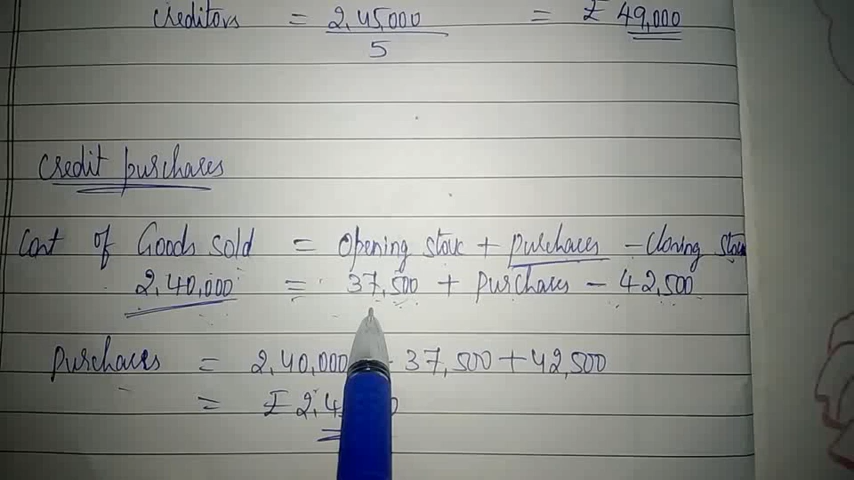 Creditors = 2,45,000 / 5 = ₹ 49,000
Credit purchases
Cost of Goods sold = Opening stock + purchases - Closing
2,40,000 = 37,500 + Purchases - 42,500
Purchases = 2,40,000 37,500 + 42,500
= ₹ 2,4